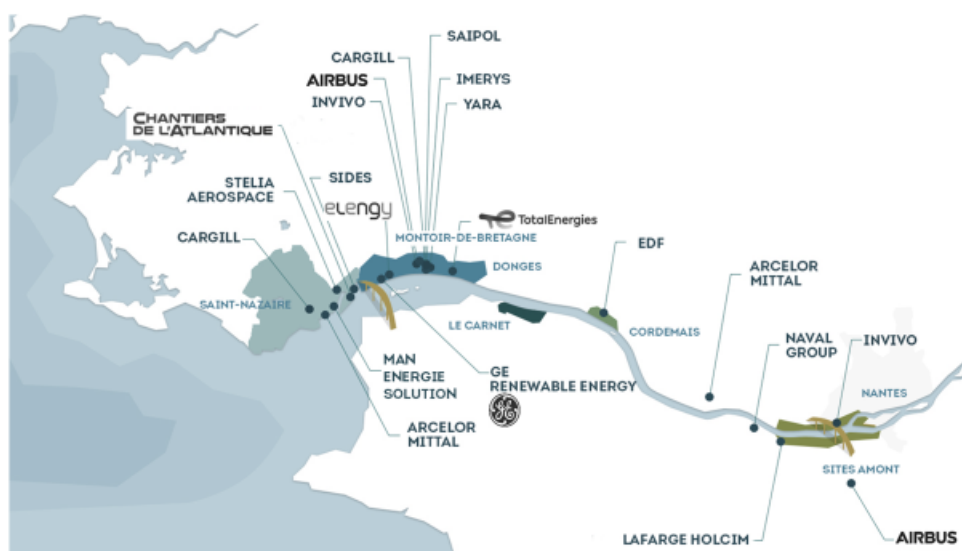 SAIPOL
CARGILL
AIRBUS
IMERYS
INVIVO
YARA
CHANTIERS
DE L'ATLANTIQUE
STELIA
AEROSPACE
SIDES
elengy
TotalEnergies
MONTOIR-DE-BRETAGNE
CARGILL
EDF
DONGES
ARCELOR
MITTAL
SAINT-NAZAIRE
LE CARNET
CORDEMAIS
NAVAL
GROUP
INVIVO
MAN
ENERGIE
SOLUTION
GE
RENEWABLE ENERGY
GE
NANTES
ARCELOR
MITTAL
SITES AMONT
LAFARGE HOLCIM
AIRBUS